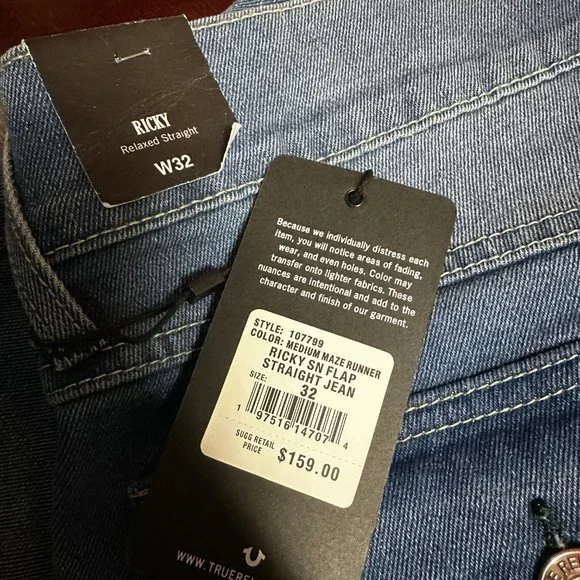 RICKY
Relaxed Straight
W32
Because we individually distress each
item, you will notice areas of fading,
wear, and even holes. Color may
transfer onto lighter fabrics. These
nuances are intentional and add to the
character and finish of our garment.
STYLE: 107799
COLOR: MEDIUM MAZE RUNNER
RICKY SN FLAP
STRAIGHT JEAN
SIZE:
32
1 97516 14707 4
SUGG RETAIL
PRICE
$159.00